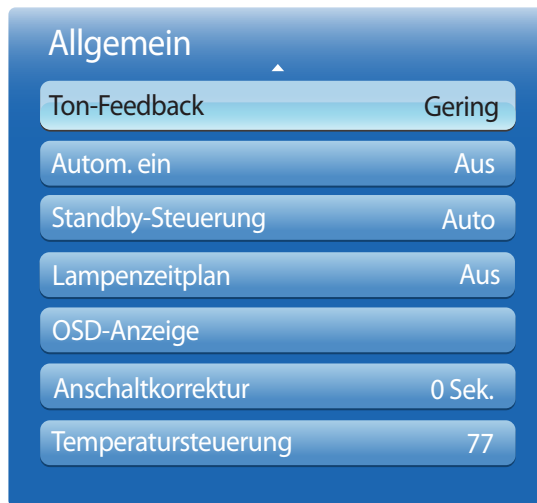 Allgemein
Ton-Feedback Gering
Autom. ein Aus
Standby-Steuerung Auto
Lampenzeitplan Aus
OSD-Anzeige
Anschaltkorrektur 0 Sek.
Temperatursteuerung 77